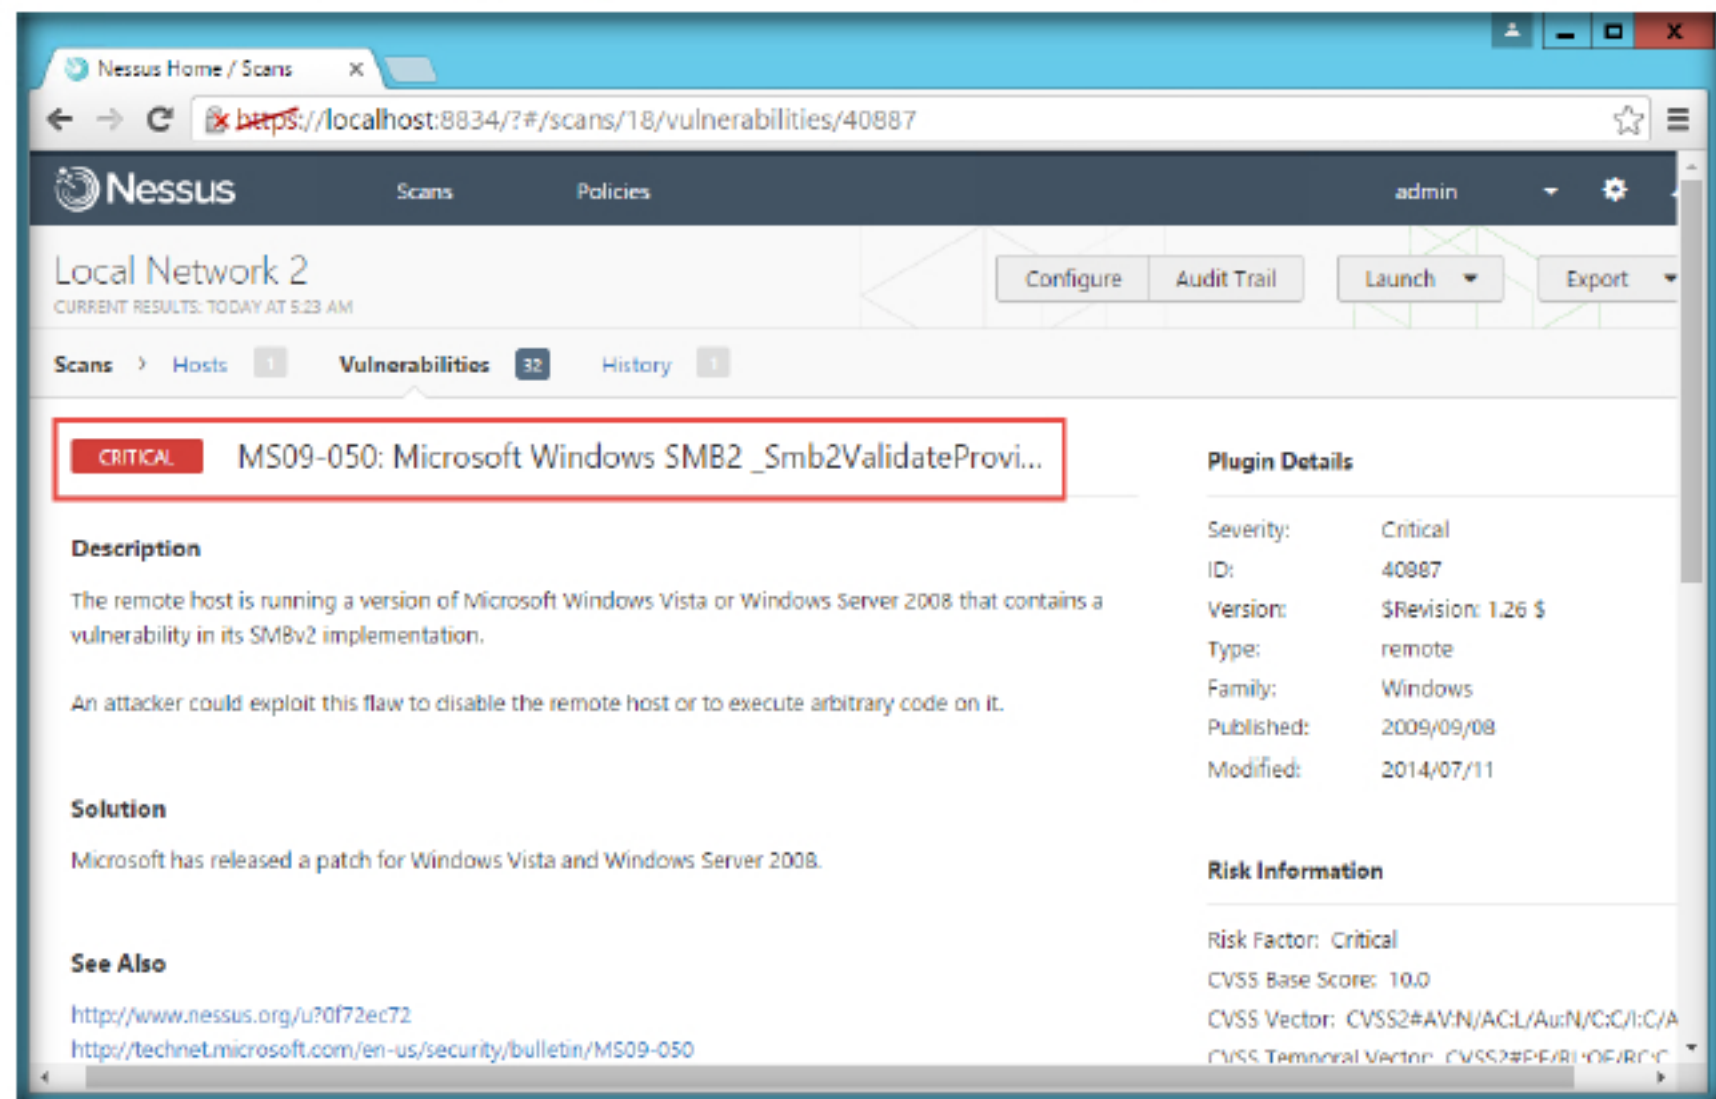 Nessus Home / Scans
https://localhost:8834/?#/scans/18/vulnerabilities/40887
Nessus Scans Policies admin
Local Network 2
CURRENT RESULTS: TODAY AT 5:23 AM
Configure Audit Trail Launch Export
Scans > Hosts 1 Vulnerabilities 32 History 1
CRITICAL MS09-050: Microsoft Windows SMB2 _Smb2ValidateProvi...
Description
The remote host is running a version of Microsoft Windows Vista or Windows Server 2008 that contains a
vulnerability in its SMBv2 implementation.
An attacker could exploit this flaw to disable the remote host or to execute arbitrary code on it.
Solution
Microsoft has released a patch for Windows Vista and Windows Server 2008.
See Also
http://www.nessus.org/u?0f72ec72
http://technet.microsoft.com/en-us/security/bulletin/MS09-050
Plugin Details
Severity: Critical
ID: 40887
Version: $Revision: 1.26 $
Type: remote
Family: Windows
Published: 2009/09/08
Modified: 2014/07/11
Risk Information
Risk Factor: Critical
CVSS Base Score: 10.0
CVSS Vector: CVSS2#AV:N/AC:L/Au:N/C:C/I:C/A
CVSS Temporal Vector: CVSS2#E:F/RL:OF/RC:C